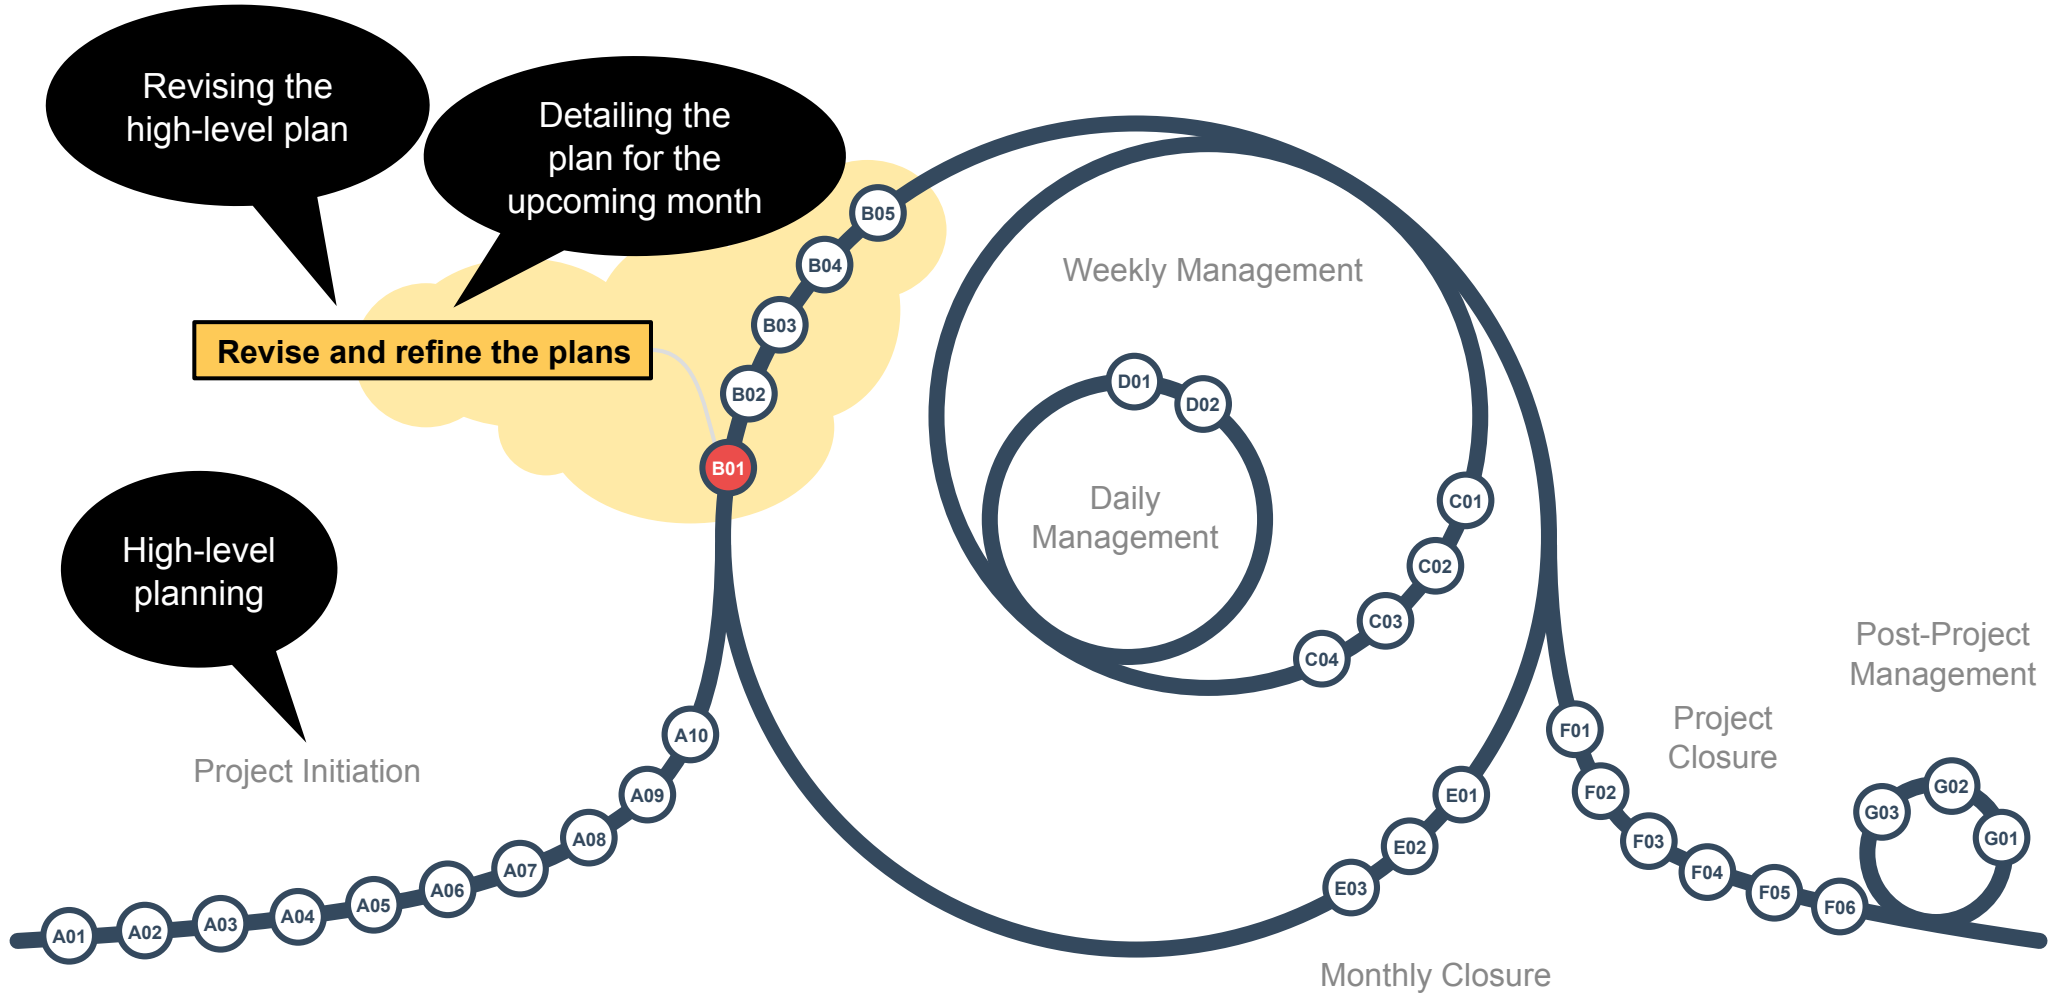 Revising the
high-level plan
Detailing the
plan for the
upcoming month
Revise and refine the plans
High-level
planning
Project Initiation
A01
A02
A03
A04
A05
A06
A07
A08
A09
A10
B01
B02
B03
B04
B05
Weekly Management
C01
C02
C03
C04
Daily
Management
D01
D02
Monthly Closure
E01
E02
E03
Project
Closure
F01
F02
F03
F04
F05
F06
Post-Project
Management
G01
G02
G03